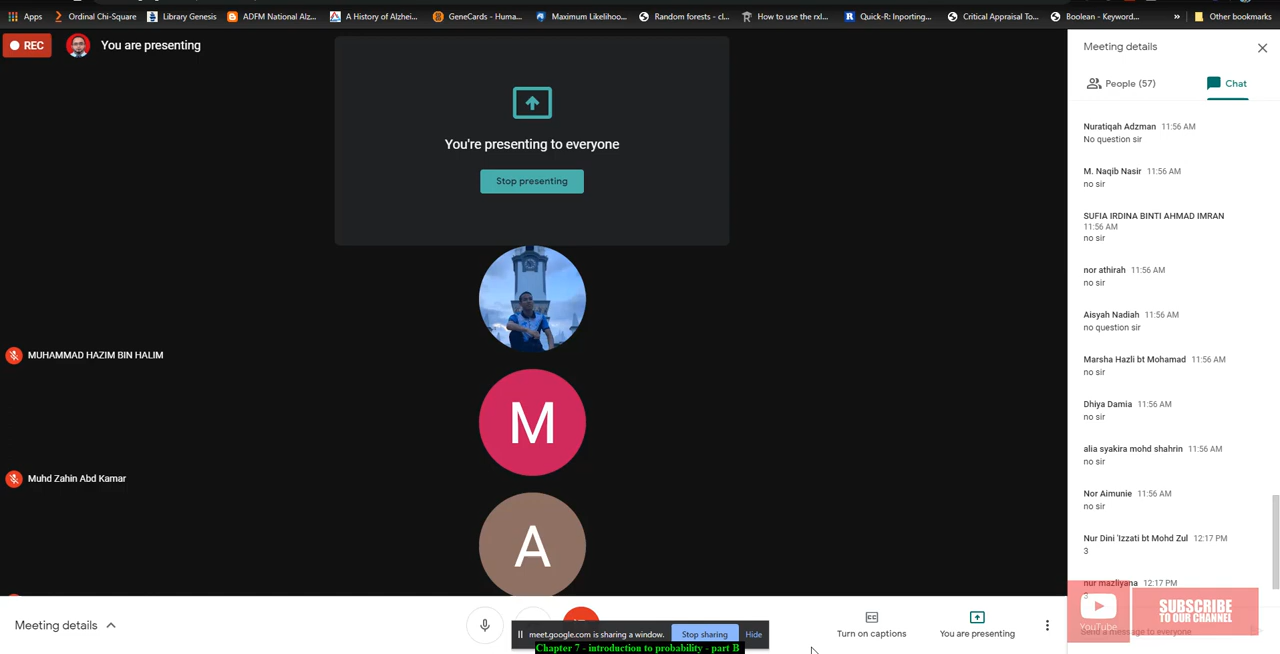 Apps
Ordinal Chi-Square
Library Genesis
ADFM National Alz...
A History of Alzhei...
GeneCards - Huma...
Maximum Likelihoo...
Random forests - cl...
How to use the rxl...
R
Quick-R: Inporting...
Critical Appraisal To...
Boolean - Keyword...
»
Other bookmarks
REC
You are presenting
Meeting details
People (57)
Chat
You're presenting to everyone
Stop presenting
Nuratiqah Adzman 11:56 AM
No question sir
M. Naqib Nasir 11:56 AM
no sir
SUFIA IRDINA BINTI AHMAD IMRAN
11:56 AM
no sir
nor athirah 11:56 AM
no sir
Aisyah Nadiah 11:56 AM
no question sir
Marsha Hazli bt Mohamad 11:56 AM
no sir
Dhiya Damia 11:56 AM
no sir
alia syakira mohd shahrin 11:56 AM
no sir
Nor Aimunie 11:56 AM
no sir
Nur Dini 'Izzati bt Mohd Zul 12:17 PM
3
nur mazliyana 12:17 PM
3
Send a message to everyone
YouTube
SUBSCRIBE
TO OUR CHANNEL
MUHAMMAD HAZIM BIN HALIM
M
Muhd Zahin Abd Kamar
A
Meeting details
meet.google.com is sharing a window.
Stop sharing
Hide
Chapter 7 - introduction to probability - part B
CC
Turn on captions
You are presenting